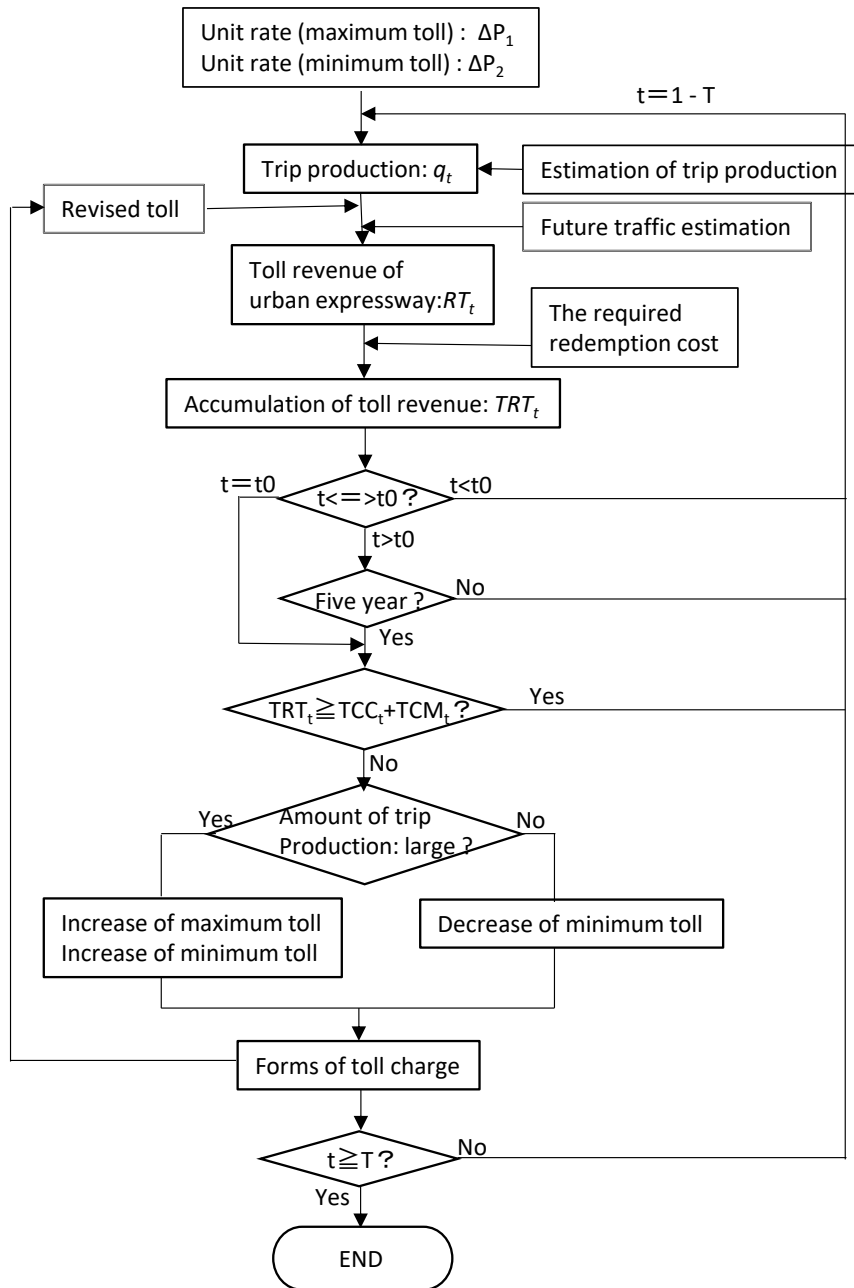 Unit rate (maximum toll) : ΔP₁
Unit rate (minimum toll) : ΔP₂
t＝1 - T
Trip production: qₜ
Estimation of trip production
Revised toll
Future traffic estimation
Toll revenue of
urban expressway:RTₜ
The required
redemption cost
Accumulation of toll revenue: TRTₜ
t＝t0
t<＝>t0？
t<t0
t>t0
Five year ?
No
Yes
TRTₜ≧TCCₜ+TCMₜ？
Yes
No
Yes
Amount of trip
Production: large ?
No
Increase of maximum toll
Increase of minimum toll
Decrease of minimum toll
Forms of toll charge
t≧T？
No
Yes
END